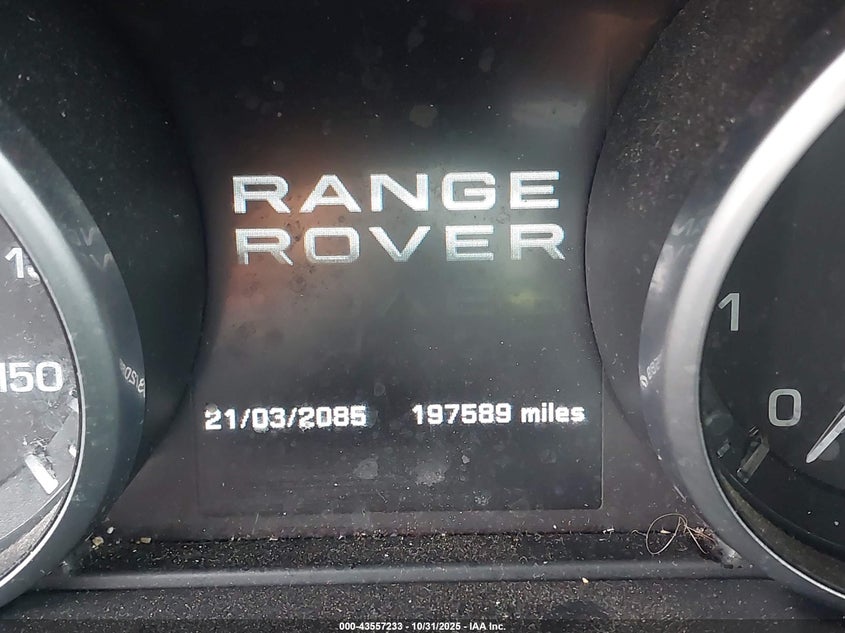 RANGE
ROVER
150
1
0
21/03/2085 197589 miles
000-43557233 - 10/31/2025 - IAA Inc.